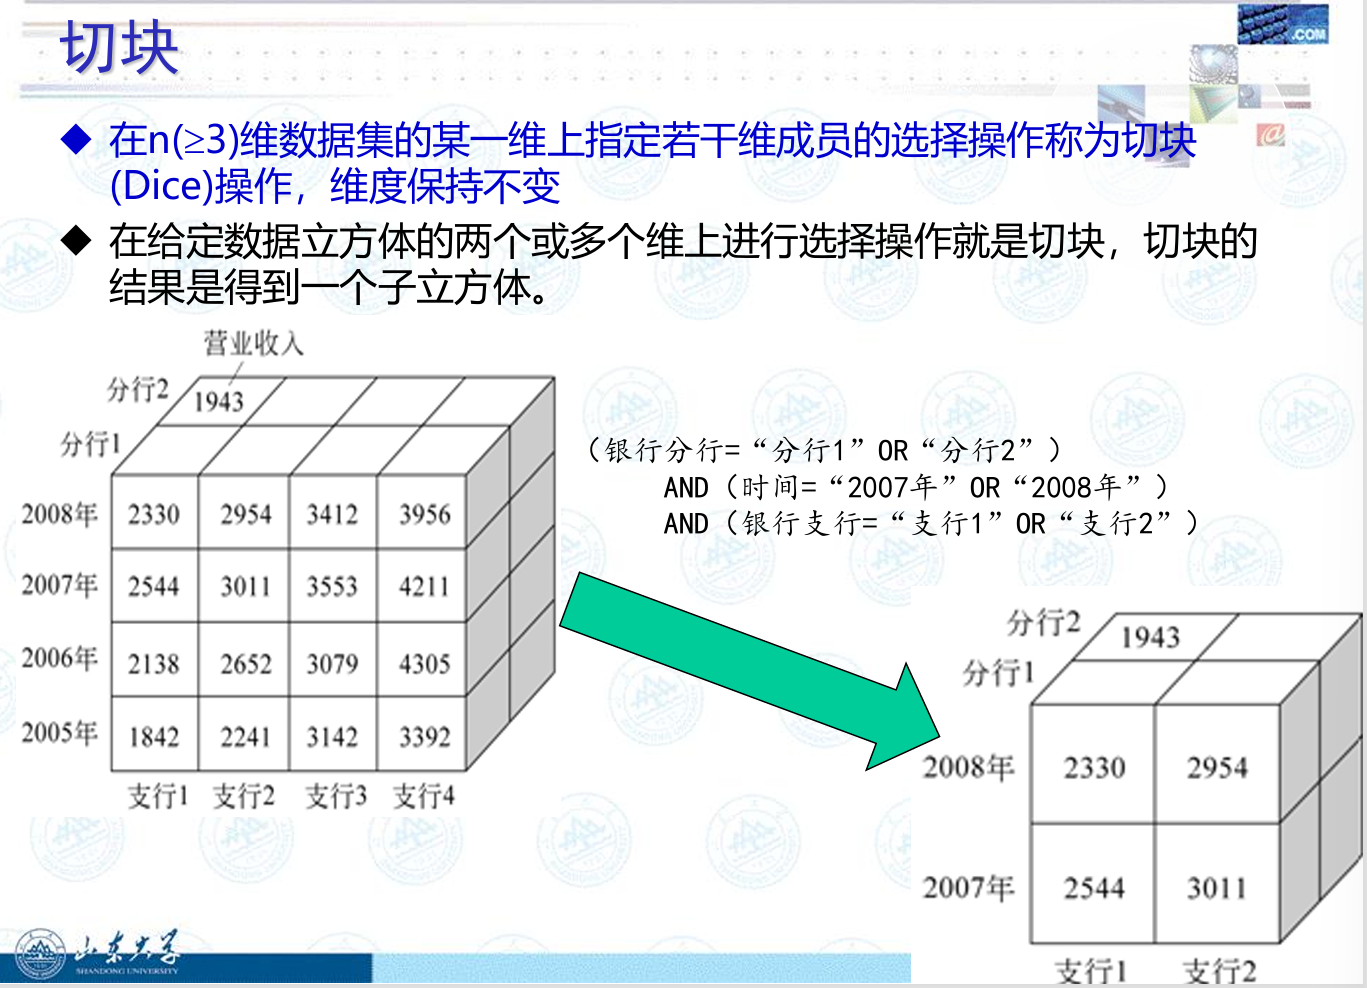 切块
.COM
@
在n(≥3)维数据集的某一维上指定若干维成员的选择操作称为切块
(Dice)操作，维度保持不变
在给定数据立方体的两个或多个维上进行选择操作就是切块，切块的
结果是得到一个子立方体。
营业收入
分行2 1943
分行1
2008年 2330 2954 3412 3956
2007年 2544 3011 3553 4211
2006年 2138 2652 3079 4305
2005年 1842 2241 3142 3392
支行1 支行2 支行3 支行4
（银行分行=“分行1”OR“分行2”）
AND（时间=“2007年”OR“2008年”）
AND（银行支行=“支行1”OR“支行2”）
分行2 1943
分行1
2008年 2330 2954
2007年 2544 3011
支行1 支行2
山东大学
SHANDONG UNIVERSITY